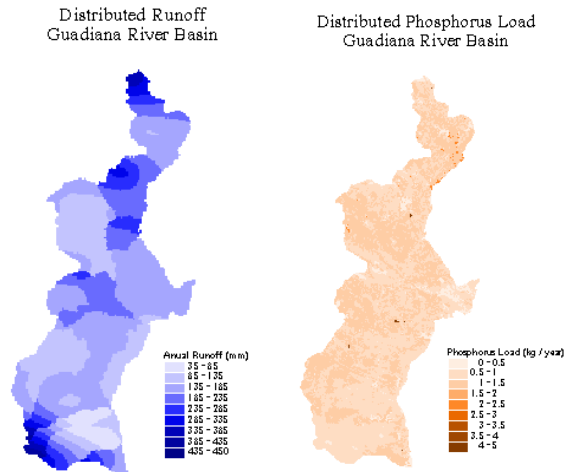 Distributed Runoff
Guadiana River Basin
Distributed Phosphorus Load
Guadiana River Basin
Anual Runoff (mm)
35 - 85
85 - 135
135 - 185
185 - 235
235 - 285
285 - 335
335 - 385
385 - 435
435 - 450
Phosphorus Load (kg / year)
0 - 0.5
0.5 - 1
1 - 1.5
1.5 - 2
2 - 2.5
2.5 - 3
3 - 3.5
3.5 - 4
4 - 5